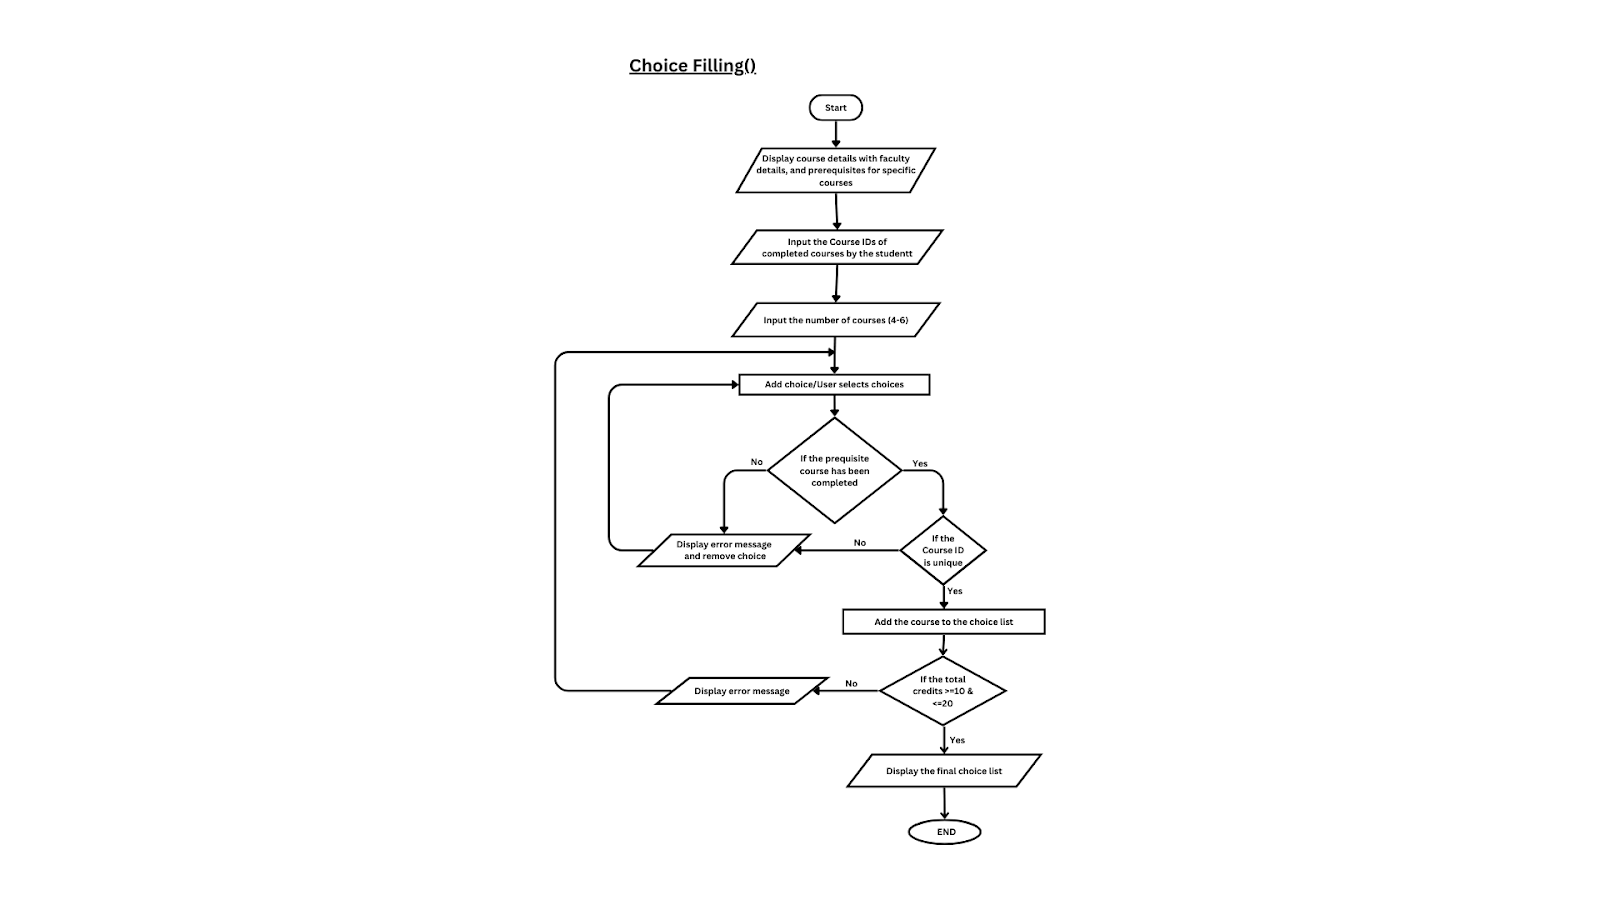 Choice Filling()
Start
Display course details with faculty
details, and prerequisites for specific
courses
Input the Course IDs of
completed courses by the studentt
Input the number of courses (4-6)
Add choice/User selects choices
If the prequisite
course has been
completed
No
Yes
Display error message
and remove choice
No
If the
Course ID
is unique
Yes
Add the course to the choice list
If the total
credits >=10 &
<=20
No
Display error message
Yes
Display the final choice list
END